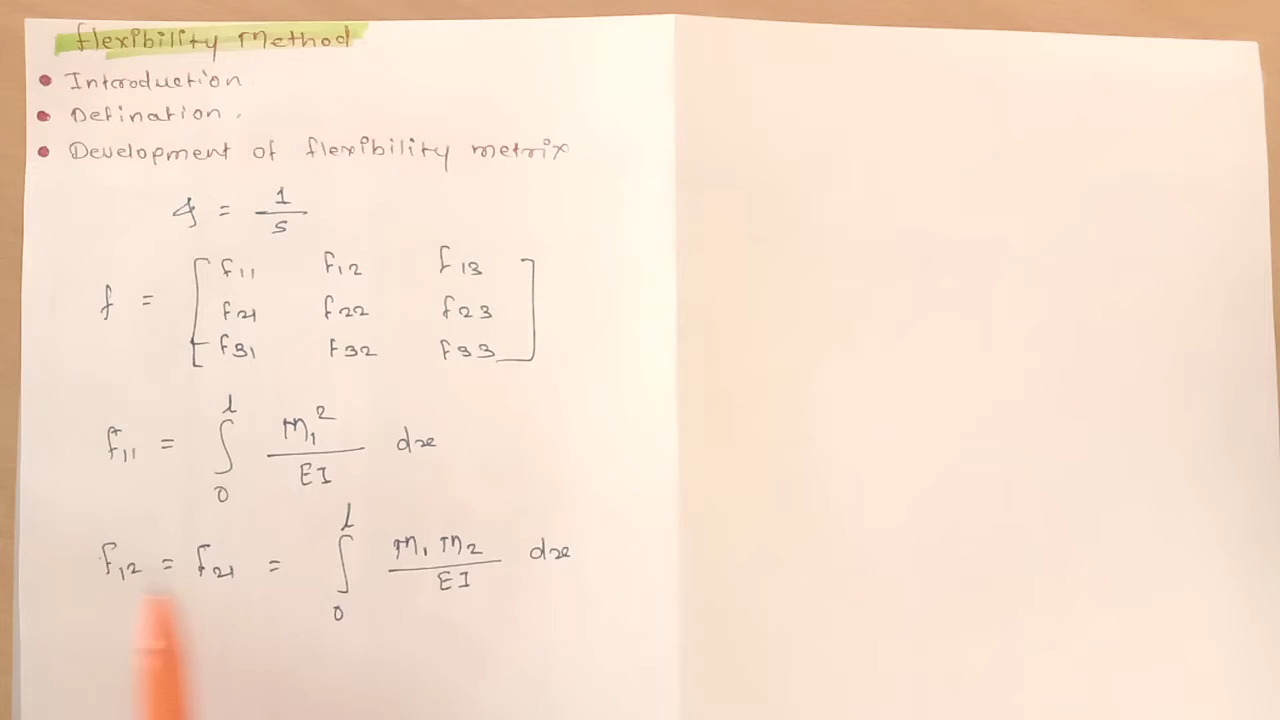 flexibility Method
• Introduction
• Defination.
• Development of flexibility metrix
f = 1/s
f = [ f11 f12 f13
f21 f22 f23
f31 f32 f33 ]
f11 = ∫₀ˡ m₁²/EI dx
f12 = f21 = ∫₀ˡ m₁ m₂/EI dx